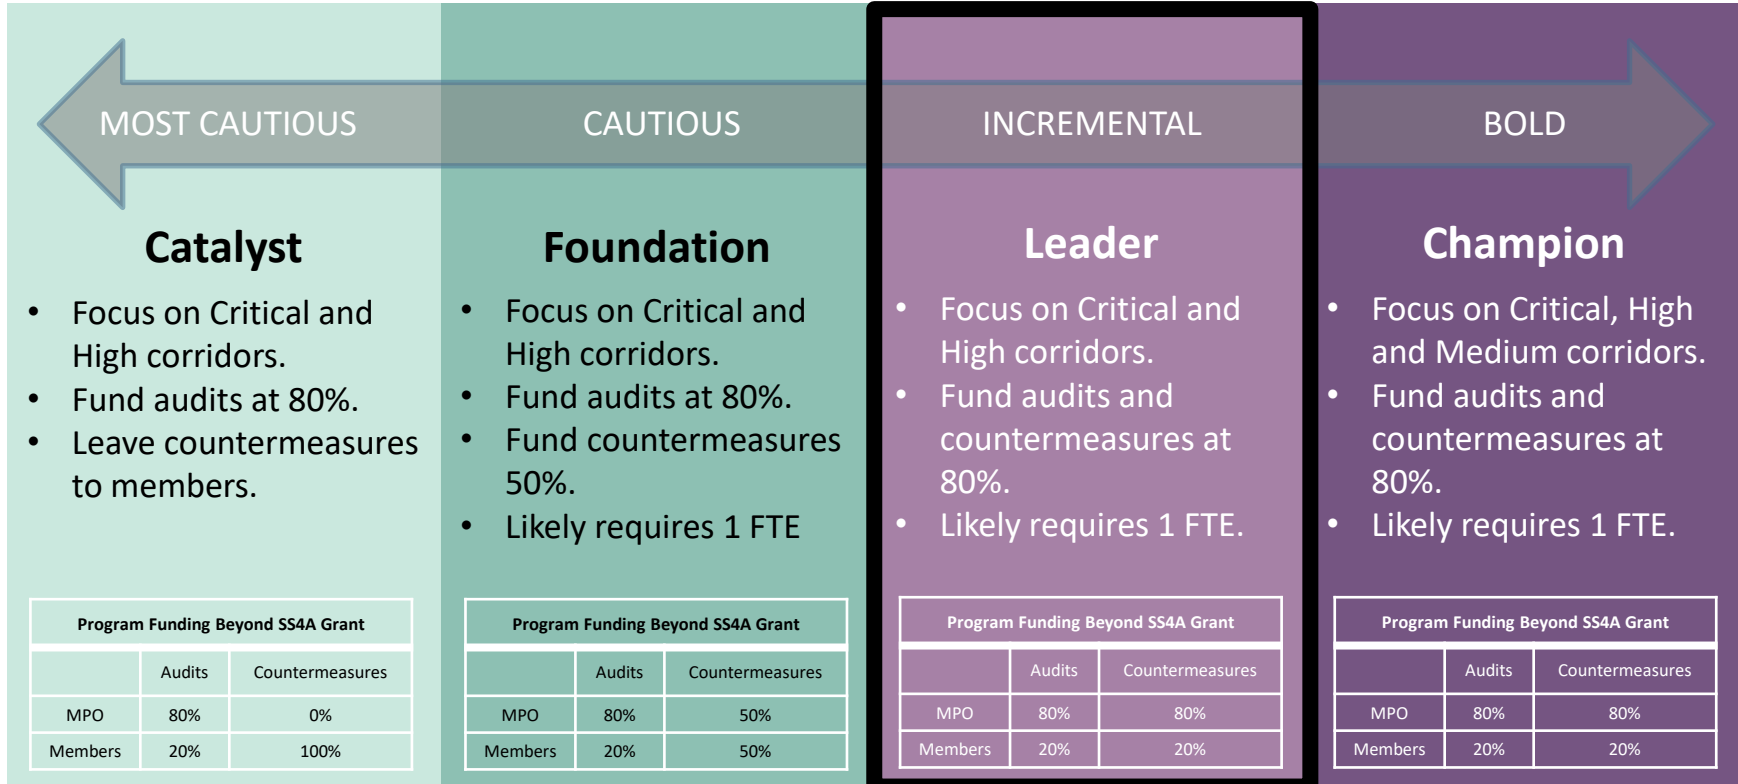 MOST CAUTIOUS
CAUTIOUS
INCREMENTAL
BOLD
Catalyst
• Focus on Critical and
High corridors.
• Fund audits at 80%.
• Leave countermeasures
to members.
Program Funding Beyond SS4A Grant
Audits Countermeasures
MPO 80% 0%
Members 20% 100%
Foundation
• Focus on Critical and
High corridors.
• Fund audits at 80%.
• Fund countermeasures
50%.
• Likely requires 1 FTE
Program Funding Beyond SS4A Grant
Audits Countermeasures
MPO 80% 50%
Members 20% 50%
Leader
• Focus on Critical and
High corridors.
• Fund audits and
countermeasures at
80%.
• Likely requires 1 FTE.
Program Funding Beyond SS4A Grant
Audits Countermeasures
MPO 80% 80%
Members 20% 20%
Champion
• Focus on Critical, High
and Medium corridors.
• Fund audits and
countermeasures at
80%.
• Likely requires 1 FTE.
Program Funding Beyond SS4A Grant
Audits Countermeasures
MPO 80% 80%
Members 20% 20%